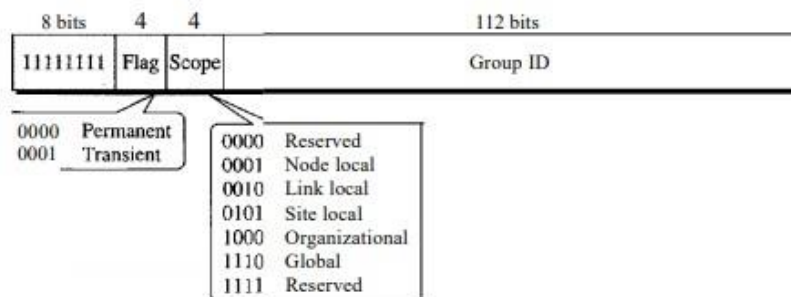 8 bits 4 4 112 bits
11111111 Flag Scope Group ID
0000 Permanent
0001 Transient
0000 Reserved
0001 Node local
0010 Link local
0101 Site local
1000 Organizational
1110 Global
1111 Reserved